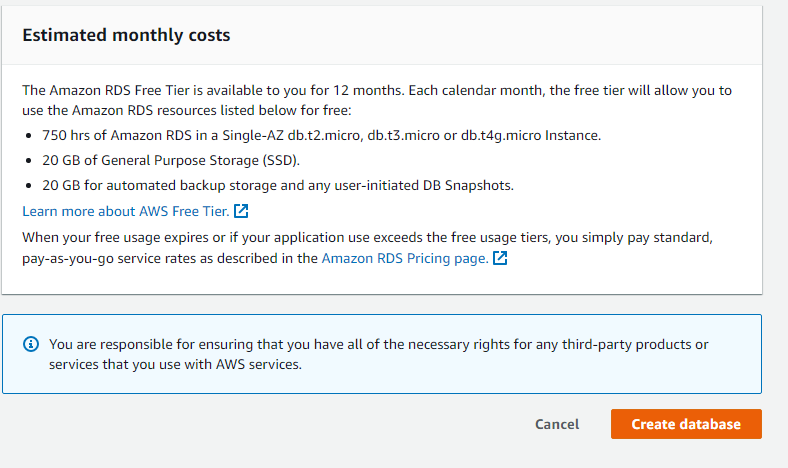 Estimated monthly costs
The Amazon RDS Free Tier is available to you for 12 months. Each calendar month, the free tier will allow you to
use the Amazon RDS resources listed below for free:
• 750 hrs of Amazon RDS in a Single-AZ db.t2.micro, db.t3.micro or db.t4g.micro Instance.
• 20 GB of General Purpose Storage (SSD).
• 20 GB for automated backup storage and any user-initiated DB Snapshots.
Learn more about AWS Free Tier.
When your free usage expires or if your application use exceeds the free usage tiers, you simply pay standard,
pay-as-you-go service rates as described in the Amazon RDS Pricing page.
You are responsible for ensuring that you have all of the necessary rights for any third-party products or
services that you use with AWS services.
Cancel
Create database